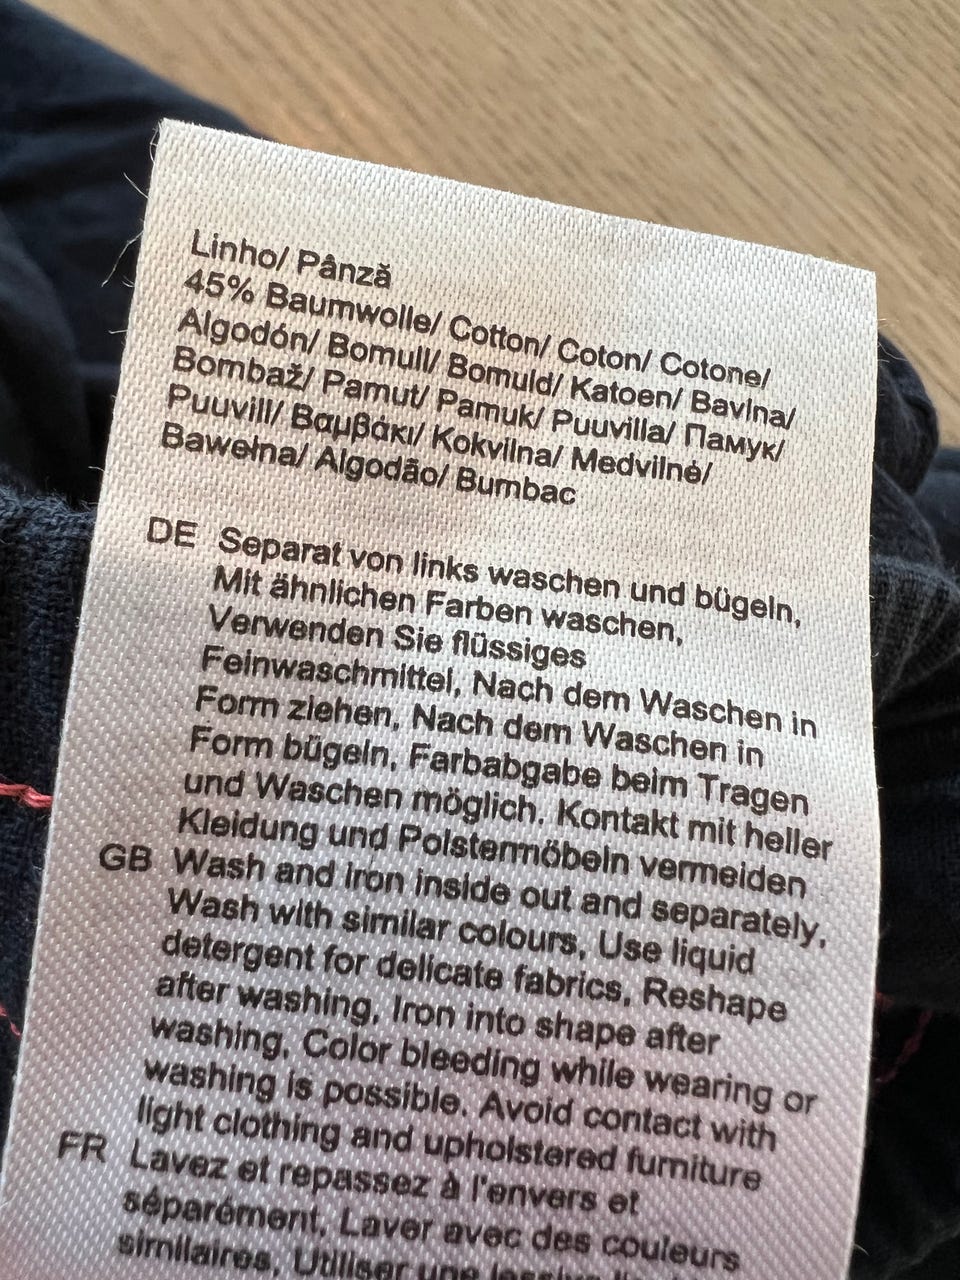 Linho/ Pânză
45% Baumwolle/ Cotton/ Coton/ Cotone/
Algodón/ Bomull/ Bomuld/ Katoen/ Bavlna/
Bombaž/ Pamut/ Pamuk/ Puuvilla/ Памук/
Puuvill/ Βαμβάκι/ Kokvilna/ Medvilnė/
Bawełna/ Algodão/ Bumbac
DE Separat von links waschen und bügeln,
Mit ähnlichen Farben waschen,
Verwenden Sie flüssiges
Feinwaschmittel, Nach dem Waschen in
Form ziehen, Nach dem Waschen in
Form bügeln, Farbabgabe beim Tragen
und Waschen möglich. Kontakt mit heller
Kleidung und Polstermöbeln vermeiden
GB Wash and iron inside out and separately,
Wash with similar colours, Use liquid
detergent for delicate fabrics, Reshape
after washing, Iron into shape after
washing, Color bleeding while wearing or
washing is possible. Avoid contact with
light clothing and upholstered furniture
FR Lavez et repassez à l'envers et
séparément, Laver avec des couleurs
similaires, Utiliser une lessive